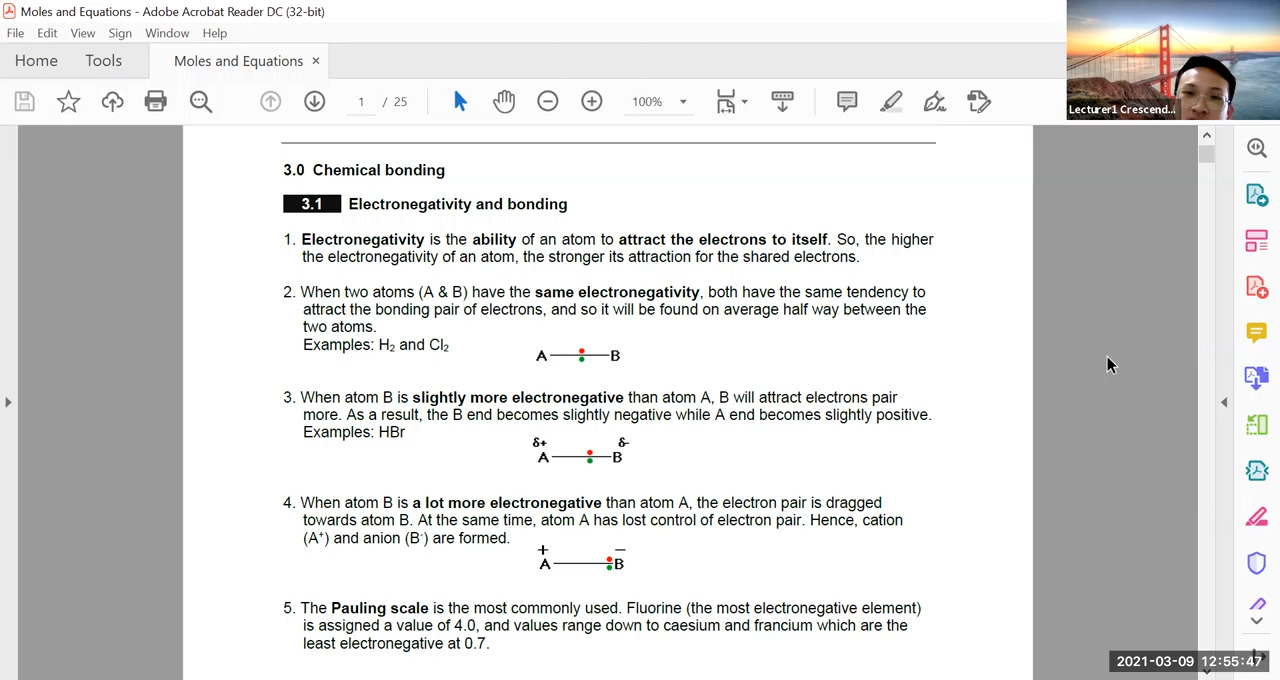 Moles and Equations - Adobe Acrobat Reader DC (32-bit)
File Edit View Sign Window Help
Home Tools Moles and Equations ×
1 / 25 100%
Lecturer1 Crescend...
3.0 Chemical bonding
3.1 Electronegativity and bonding
1. Electronegativity is the ability of an atom to attract the electrons to itself. So, the higher
the electronegativity of an atom, the stronger its attraction for the shared electrons.
2. When two atoms (A & B) have the same electronegativity, both have the same tendency to
attract the bonding pair of electrons, and so it will be found on average half way between the
two atoms.
Examples: H₂ and Cl₂
A B
3. When atom B is slightly more electronegative than atom A, B will attract electrons pair
more. As a result, the B end becomes slightly negative while A end becomes slightly positive.
Examples: HBr
δ+ δ-
A B
4. When atom B is a lot more electronegative than atom A, the electron pair is dragged
towards atom B. At the same time, atom A has lost control of electron pair. Hence, cation
(A⁺) and anion (B⁻) are formed.
+ −
A B
5. The Pauling scale is the most commonly used. Fluorine (the most electronegative element)
is assigned a value of 4.0, and values range down to caesium and francium which are the
least electronegative at 0.7.
2021-03-09 12:55:47